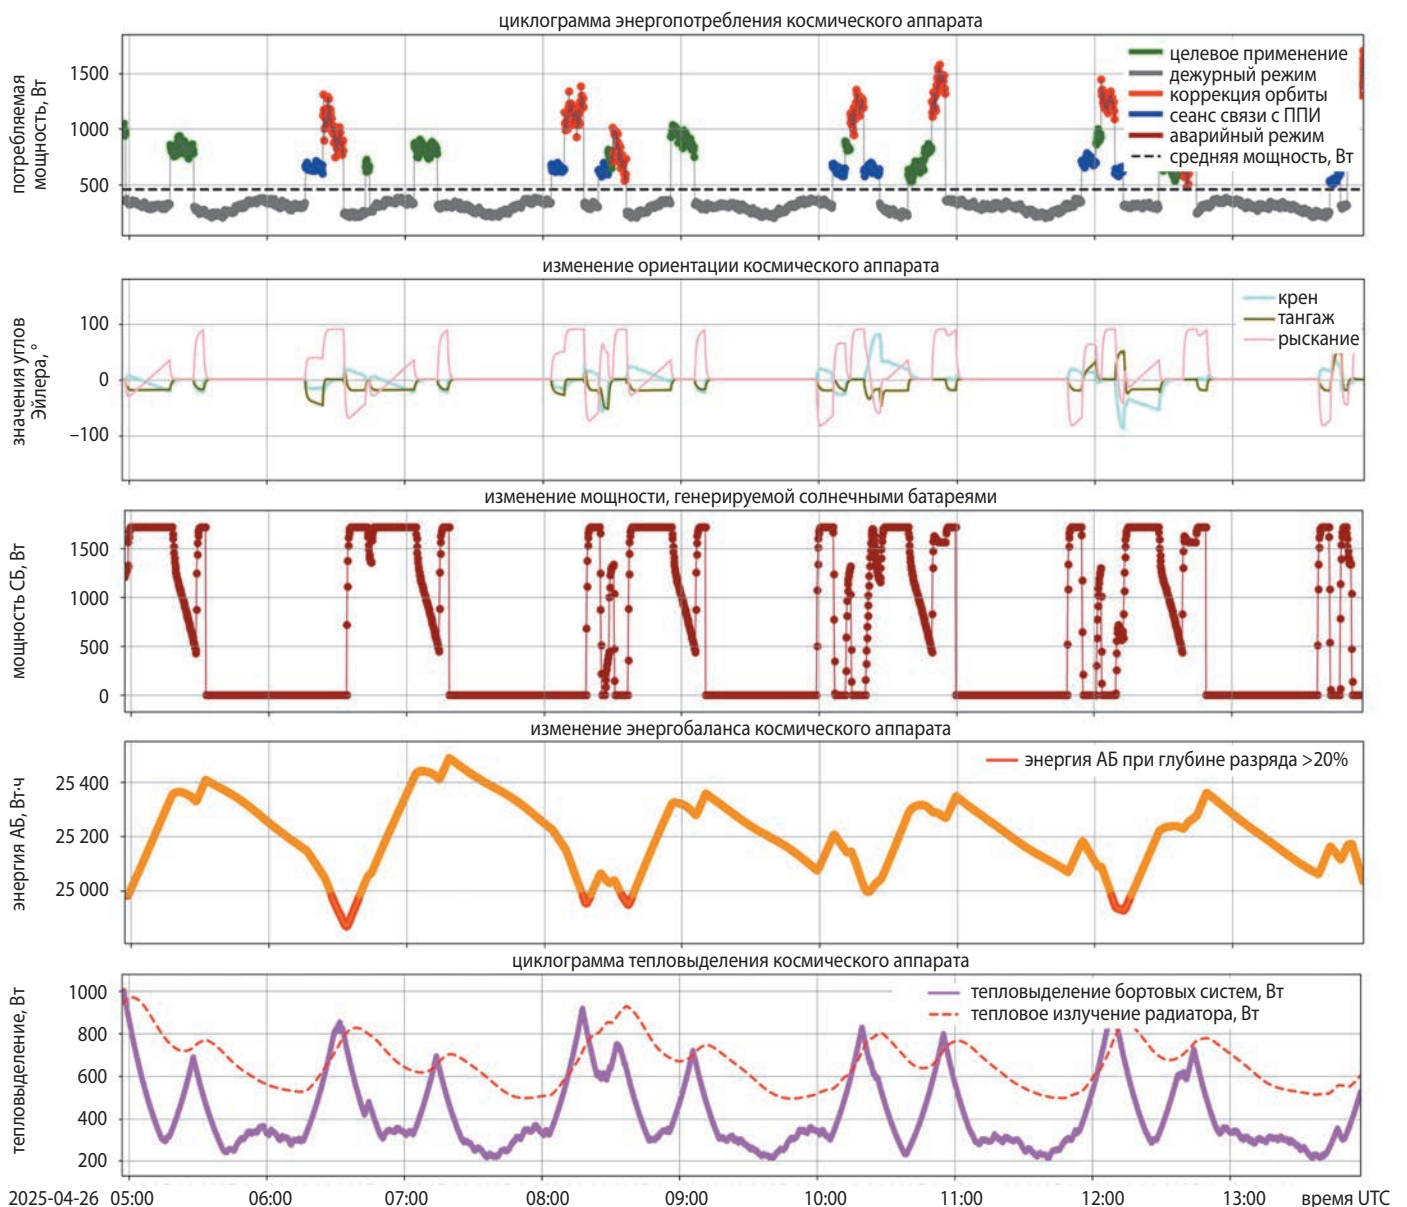 циклограмма энергопотребления космического аппарата
потребляемая
мощность, Вт
1500
1000
500
целевое применение
дежурный режим
коррекция орбиты
сеанс связи с ППИ
аварийный режим
средняя мощность, Вт
изменение ориентации космического аппарата
значения углов
Эйлера, °
100
0
–100
крен
тангаж
рыскание
изменение мощности, генерируемой солнечными батареями
мощность СБ, Вт
1500
1000
500
0
изменение энергобаланса космического аппарата
энергия АБ, Вт·ч
25 400
25 200
25 000
энергия АБ при глубине разряда >20%
циклограмма тепловыделения космического аппарата
тепловыделение, Вт
1000
800
600
400
200
тепловыделение бортовых систем, Вт
тепловое излучение радиатора, Вт
2025-04-26 05:00 06:00 07:00 08:00 09:00 10:00 11:00 12:00 13:00 время UTC